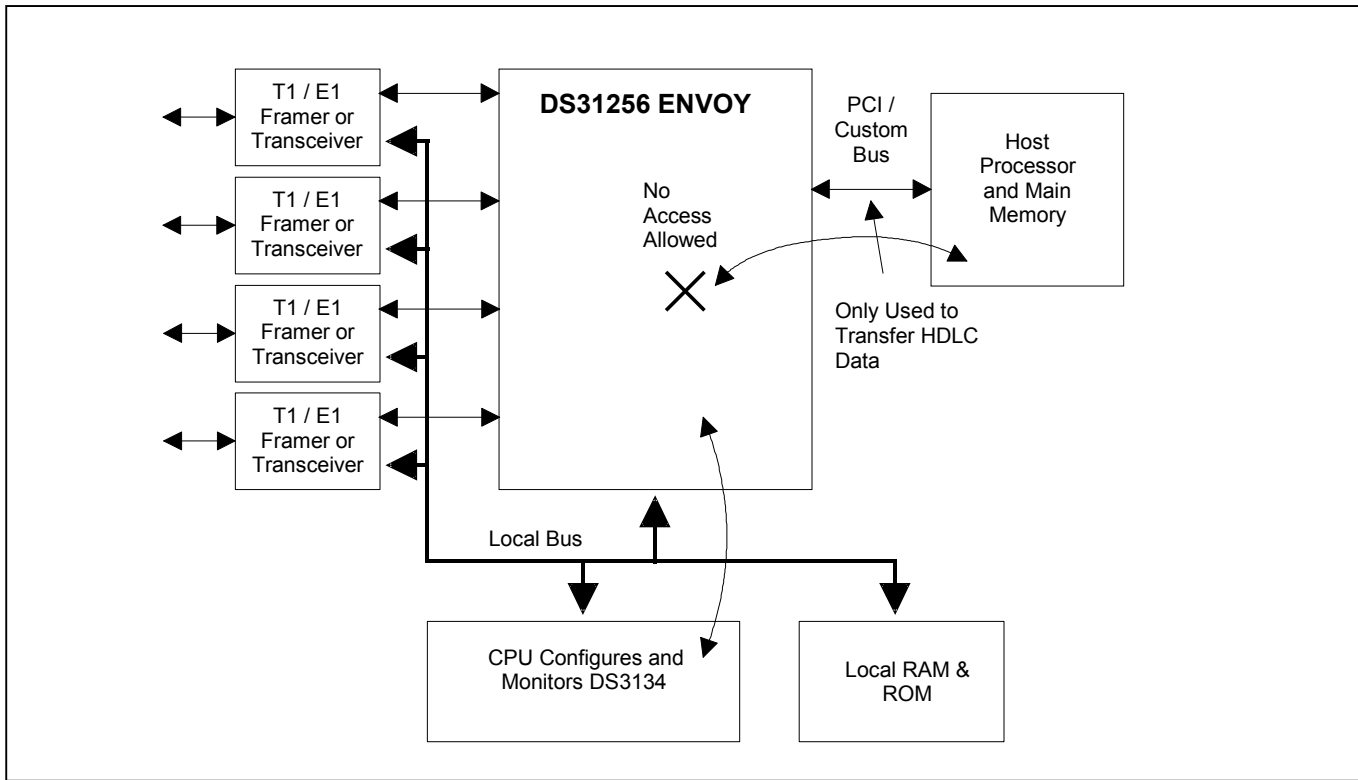 T1 / E1
Framer or
Transceiver
T1 / E1
Framer or
Transceiver
T1 / E1
Framer or
Transceiver
T1 / E1
Framer or
Transceiver
DS31256 ENVOY
No
Access
Allowed
PCI /
Custom
Bus
Host
Processor
and Main
Memory
Only Used to
Transfer HDLC
Data
Local Bus
CPU Configures and
Monitors DS3134
Local RAM &
ROM